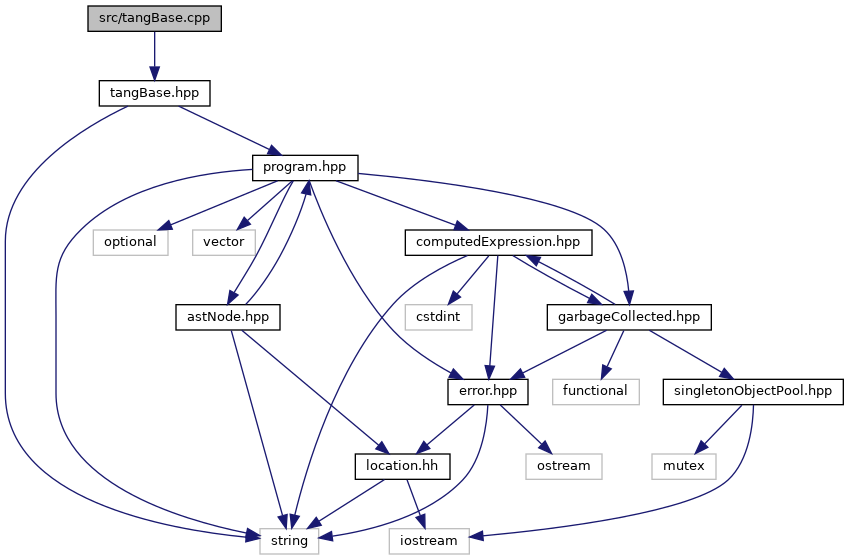 src/tangBase.cpp
tangBase.hpp
program.hpp
optional
vector
computedExpression.hpp
astNode.hpp
cstdint
garbageCollected.hpp
error.hpp
functional
singletonObjectPool.hpp
location.hh
ostream
mutex
string
iostream